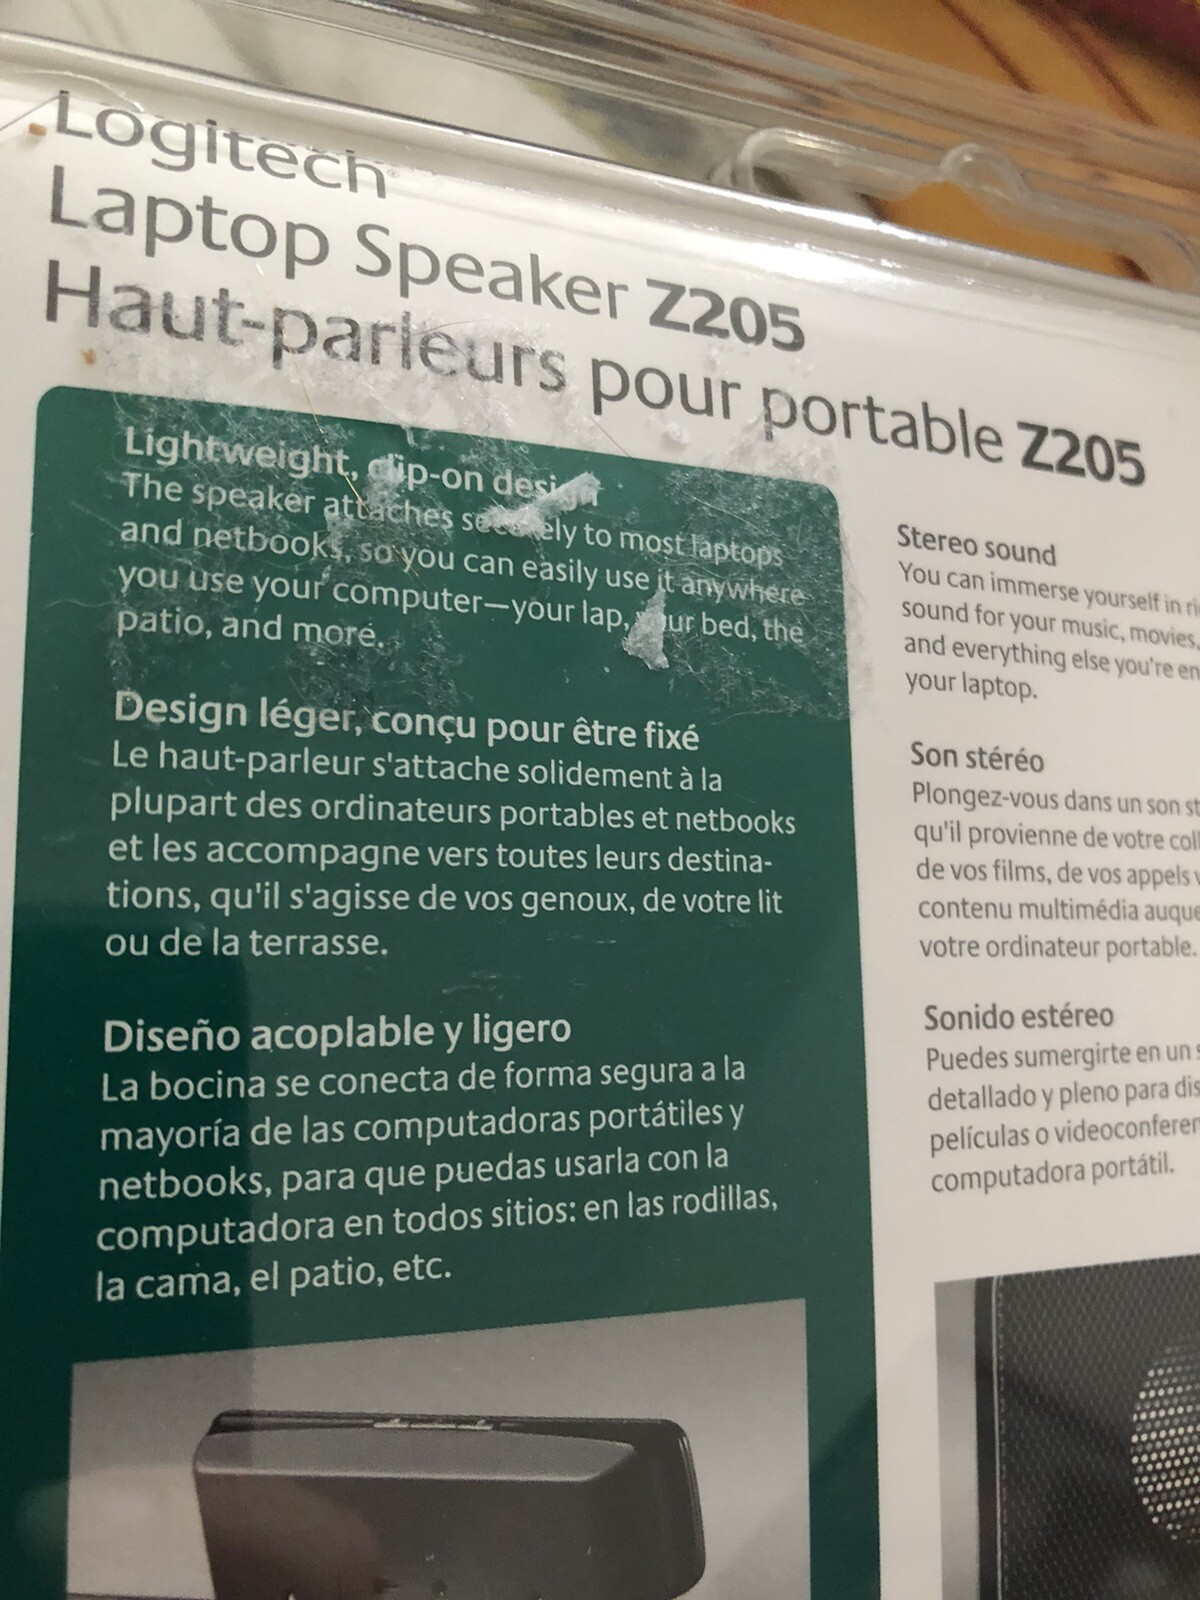 Logitech®
Laptop Speaker Z205
Haut-parleurs pour portable Z205
Lightweight, clip-on design
The speaker attaches securely to most laptops
and netbooks, so you can easily use it anywhere
you use your computer—your lap, your bed, the
patio, and more.
Design léger, conçu pour être fixé
Le haut-parleur s'attache solidement à la
plupart des ordinateurs portables et netbooks
et les accompagne vers toutes leurs destina-
tions, qu'il s'agisse de vos genoux, de votre lit
ou de la terrasse.
Diseño acoplable y ligero
La bocina se conecta de forma segura a la
mayoría de las computadoras portátiles y
netbooks, para que puedas usarla con la
computadora en todos sitios: en las rodillas,
la cama, el patio, etc.
Stereo sound
You can immerse yourself in
sound for your music, movies,
and everything else you're
your laptop.
Son stéréo
Plongez-vous dans un son
qu'il provienne de votre
de vos films, de vos appels
contenu multimédia
votre ordinateur portable.
Sonido estéreo
Puedes sumergirte en un
detallado y pleno para
películas o
computadora portátil.